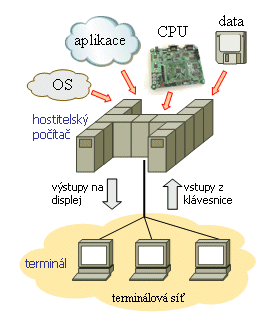 aplikace
CPU
data
OS
hostitelský
počítač
výstupy na
displej
vstupy z
klávesnice
terminál
terminálová síť